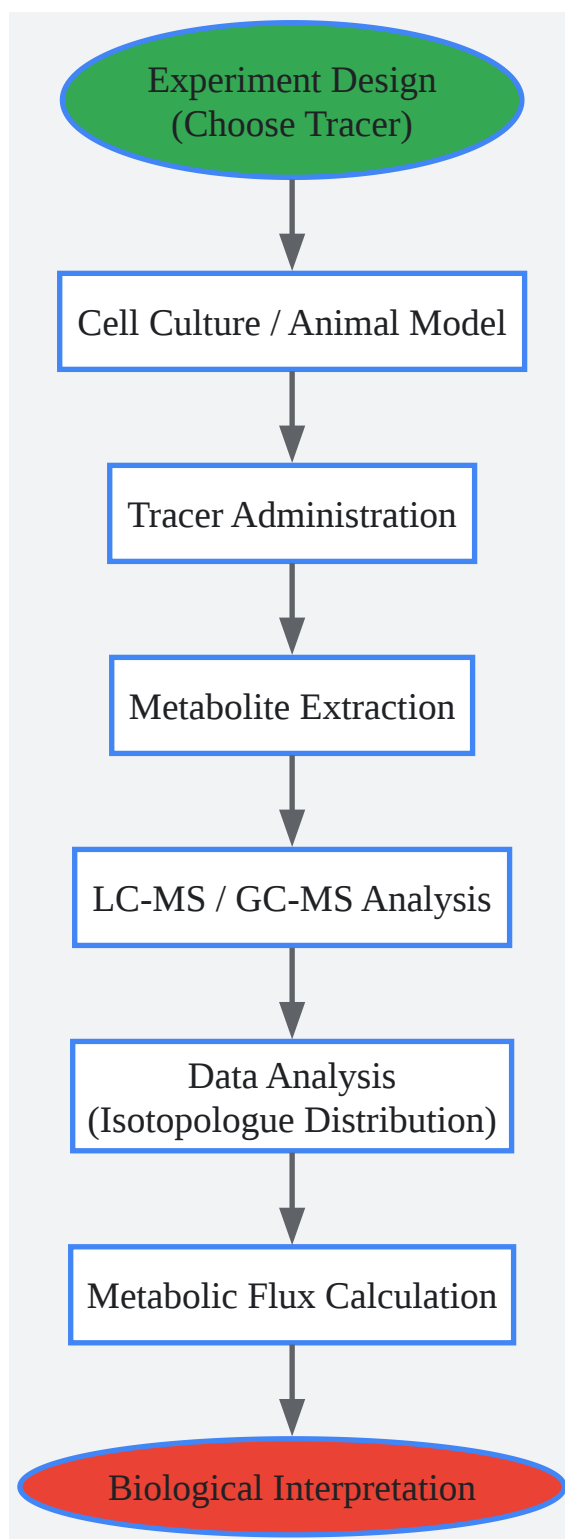 Experiment Design
(Choose Tracer)
Cell Culture / Animal Model
Tracer Administration
Metabolite Extraction
LC-MS / GC-MS Analysis
Data Analysis
(Isotopologue Distribution)
Metabolic Flux Calculation
Biological Interpretation